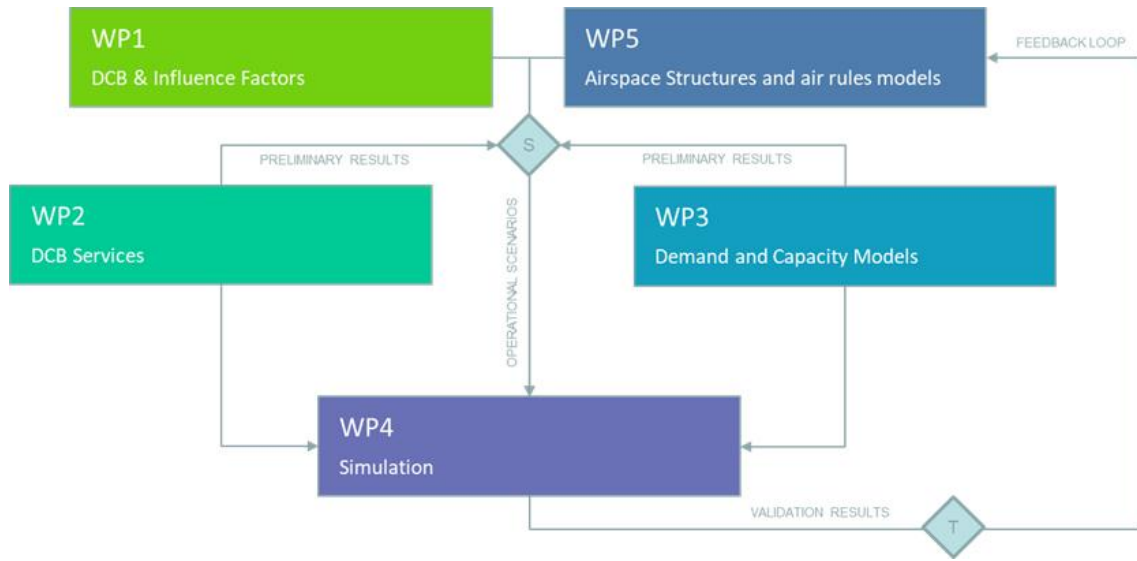 WP1
DCB & Influence Factors
WP5
Airspace Structures and air rules models
FEEDBACK LOOP
S
PRELIMINARY RESULTS
PRELIMINARY RESULTS
WP2
DCB Services
OPERATIONAL SCENARIOS
WP3
Demand and Capacity Models
WP4
Simulation
VALIDATION RESULTS
T